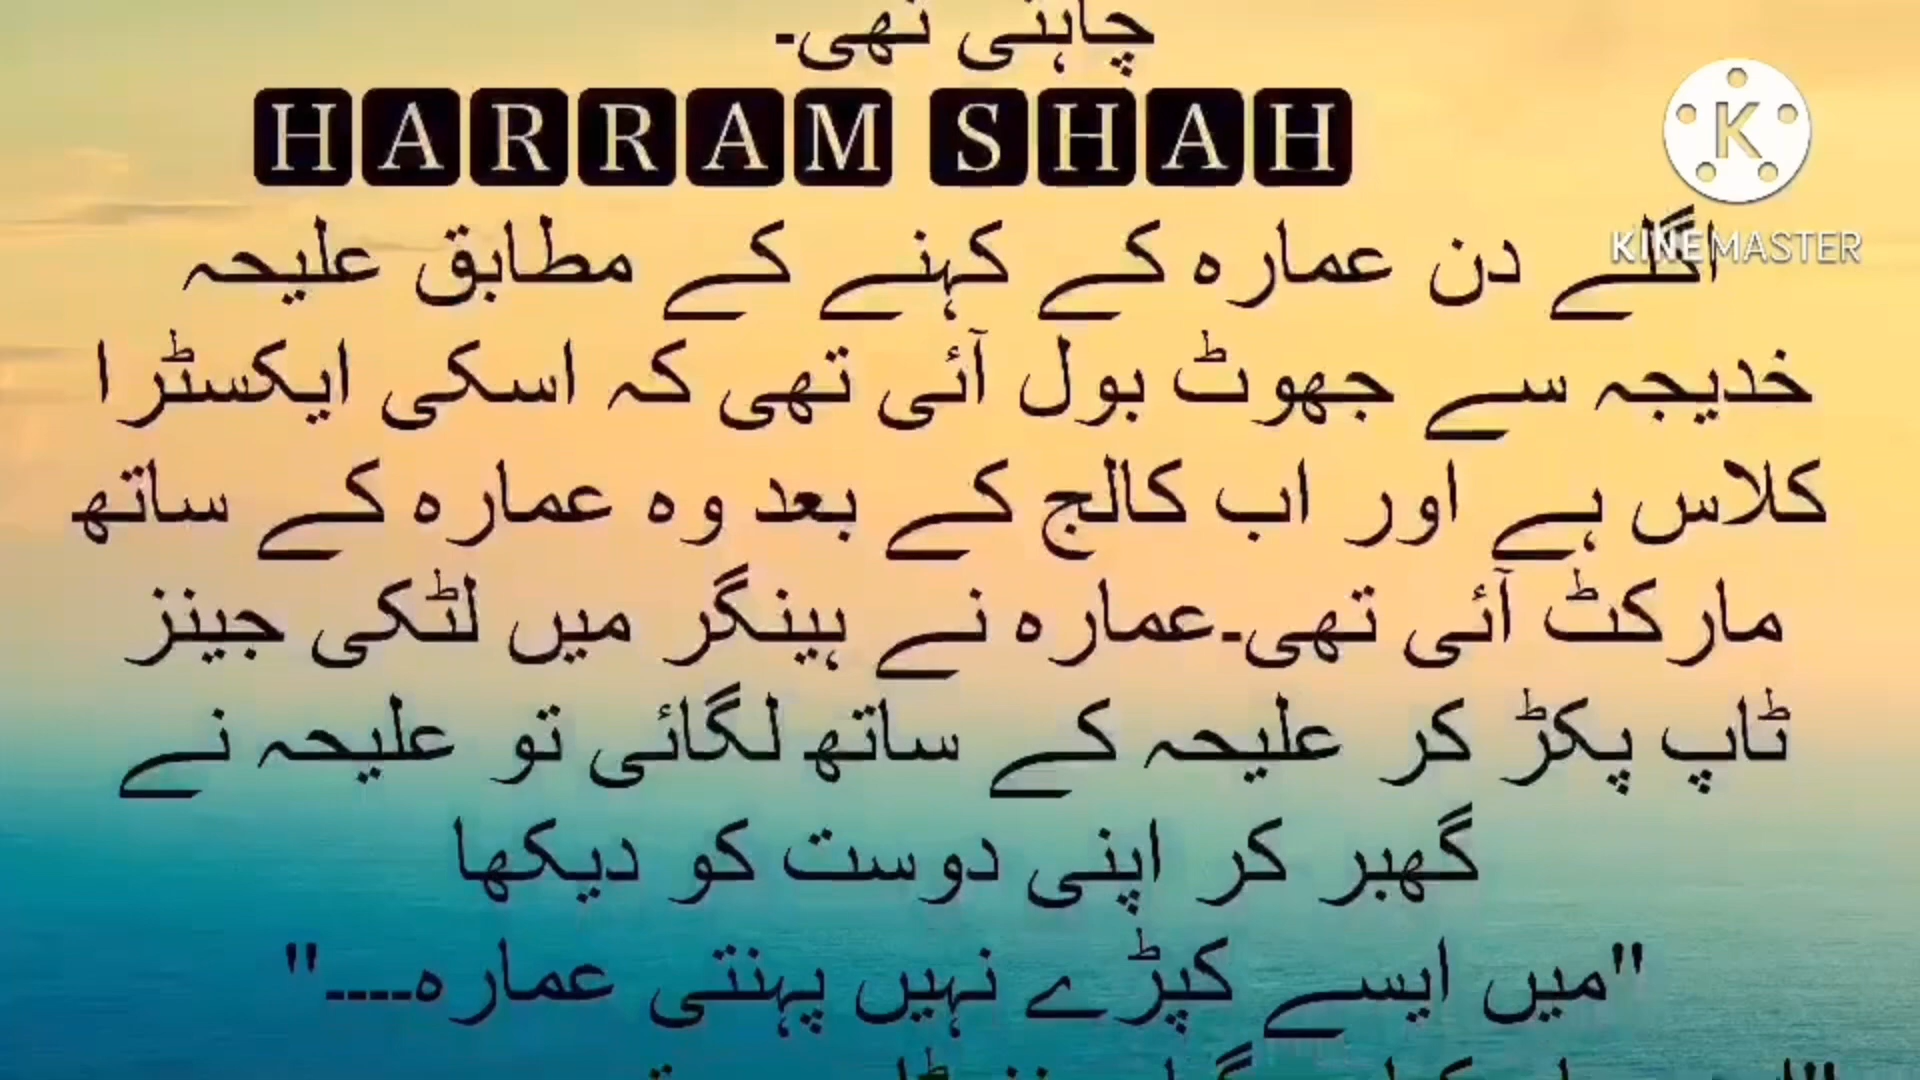 چاہتی تھی۔
HARRAM SHAH
K
KINEMASTER
اگلے دن عمارہ کے کہنے کے مطابق علیحہ
خدیجہ سے جھوٹ بول آئی تھی کہ اسکی ایکسٹرا
کلاس ہے اور اب کالج کے بعد وہ عمارہ کے ساتھ
مارکٹ آئی تھی۔عمارہ نے ہینگر میں لٹکی جینز
ٹاپ پکڑ کر علیحہ کے ساتھ لگائی تو علیحہ نے
گھبر کر اپنی دوست کو دیکھا
"میں ایسے کپڑے نہیں پہنتی عمارہ----"